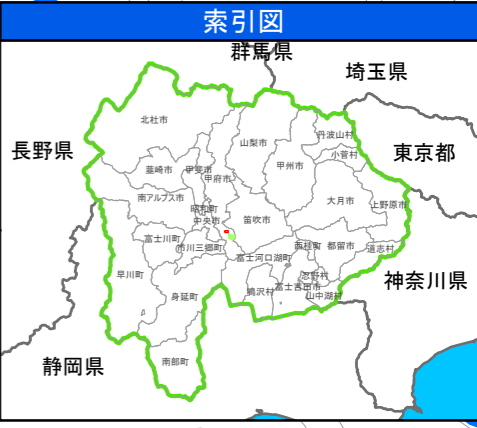 索引図
群馬県
埼玉県
北杜市
丹波山村
山梨市
小菅村
長野県
東京都
韮崎市
甲斐市
甲州市
甲府市
南アルプス市
大月市
上野原市
昭和町
中央市
笛吹市
富士川町
市川三郷町
西桂町
都留市
道志村
富士河口湖町
早川町
忍野村
神奈川県
鳴沢村
富士吉田市
身延町
山中湖村
静岡県
南部町